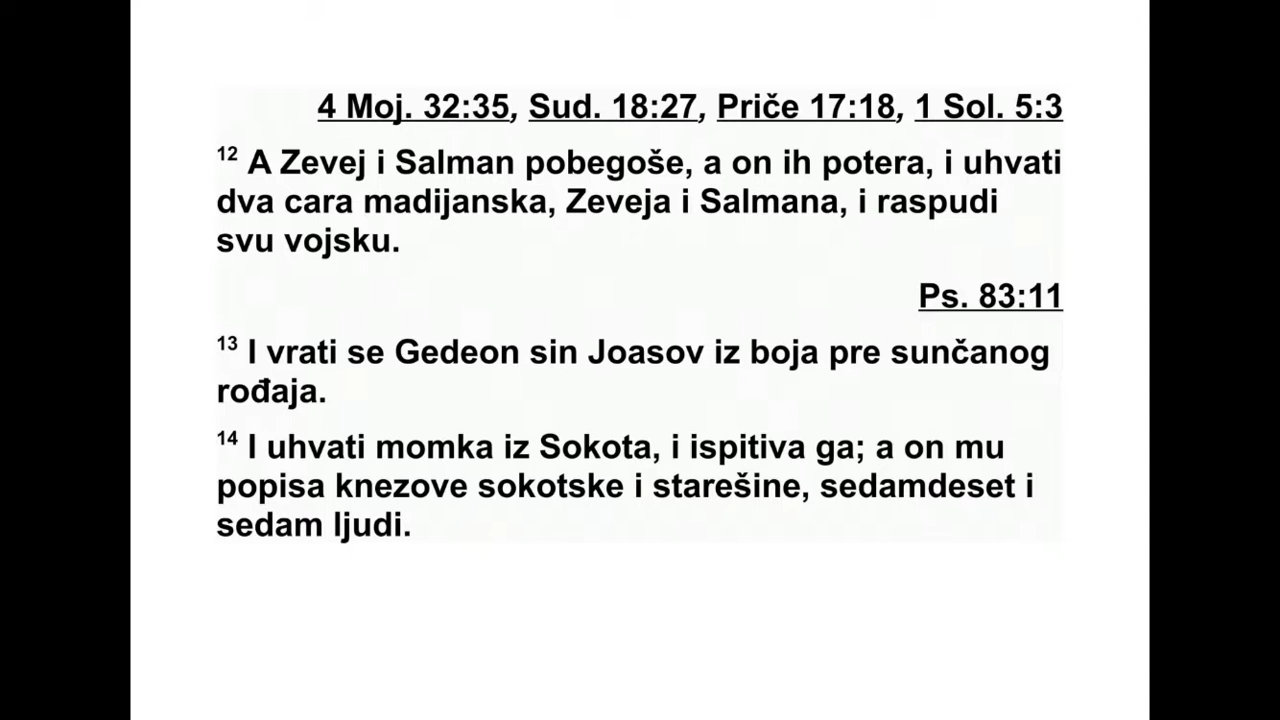 4 Moj. 32:35, Sud. 18:27, Priče 17:18, 1 Sol. 5:3
12 A Zevej i Salman pobegoše, a on ih potera, i uhvati
dva cara madijanska, Zeveja i Salmana, i raspudi
svu vojsku.
Ps. 83:11
13 I vrati se Gedeon sin Joasov iz boja pre sunčanog
rođaja.
14 I uhvati momka iz Sokota, i ispitiva ga; a on mu
popisa knezove sokotske i starešine, sedamdeset i
sedam ljudi.